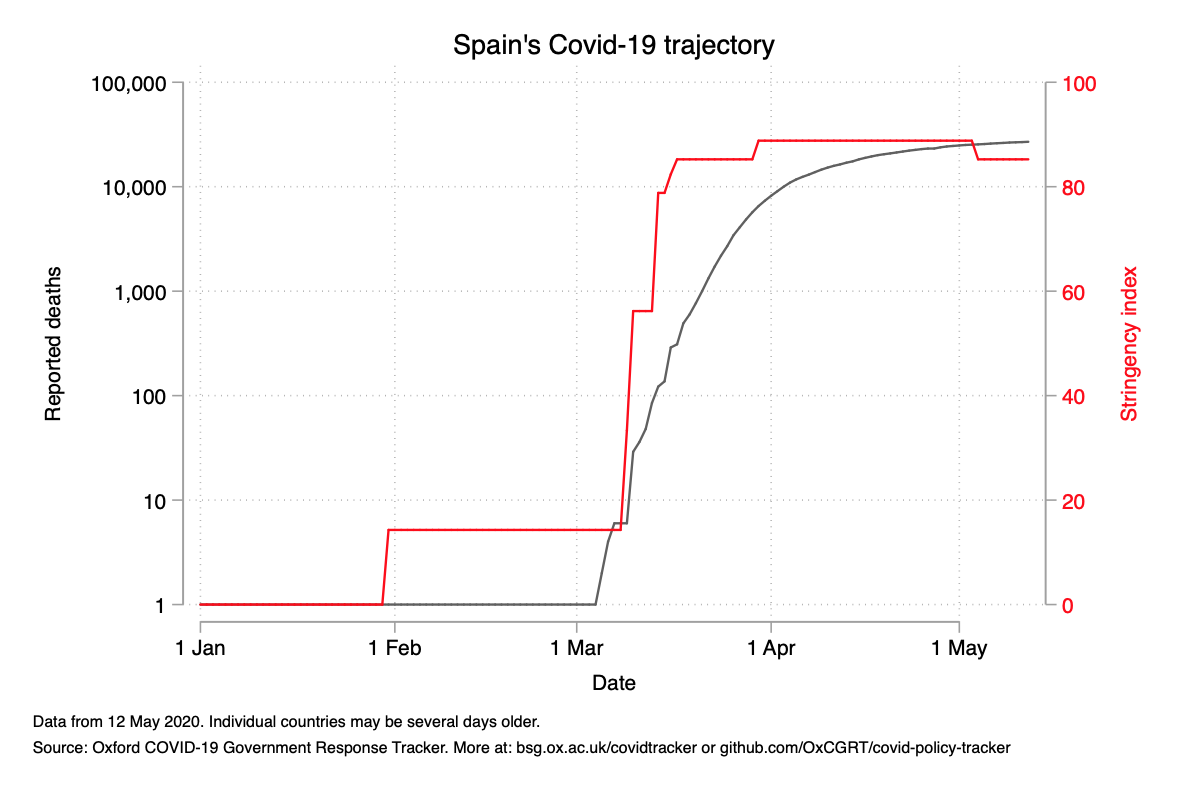 Spain's Covid-19 trajectory
100,000
10,000
1,000
100
10
1
Reported deaths
100
80
60
40
20
0
Stringency index
1 Jan
1 Feb
1 Mar
1 Apr
1 May
Date
Data from 12 May 2020. Individual countries may be several days older.
Source: Oxford COVID-19 Government Response Tracker. More at: bsg.ox.ac.uk/covidtracker or github.com/OxCGRT/covid-policy-tracker